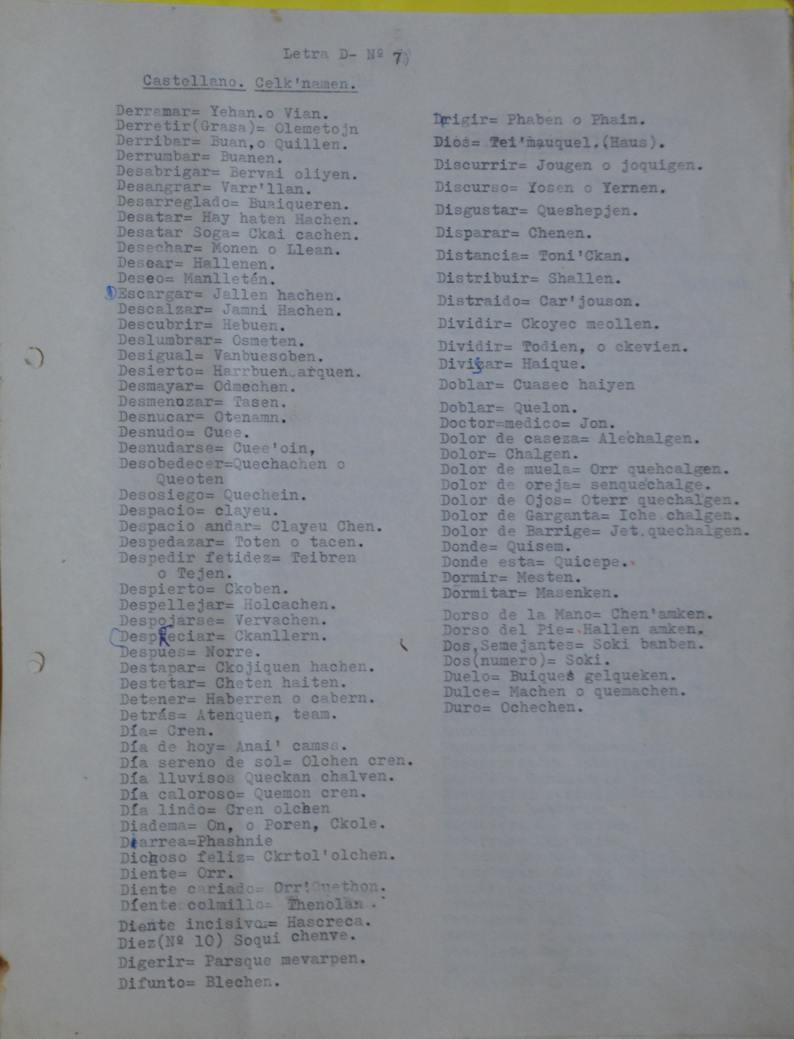 Letra D- Nº 7)
Castellano. Celk'namen.
Derramar= Yehan.o Vian.
Derretir(Grasa)= Olemetojn
Derribar= Buan,o Quillen.
Derrumbar= Buanen.
Desabrigar= Bervai oliyen.
Desangrar= Varr'llan.
Desarreglado= Buaiqueren.
Desatar= Hay haten Hachen.
Desatar Soga= Ckai cachen.
Desechar= Monen o Llean.
Desear= Hallenen.
Deseo= Manlletén.
Escargar= Jallen hachen.
Descalzar= Jamni Hachen.
Descubrir= Hebuen.
Deslumbrar= Osmeten.
Desigual= Vanbuesoben.
Desierto= Harrbuen.arquen.
Desmayar= Odmechen.
Desmenozar= Tasen.
Desnucar= Otenamn.
Desnudo= Cuee.
Desnudarse= Cuee'oin,
Desobedecer=Quechachen o
Queoten
Desosiego= Quechein.
Despacio= clayeu.
Despacio andar= Clayeu Chen.
Despedazar= Toten o tacen.
Despedir fetidez= Teibren
o Tejen.
Despierto= Ckoben.
Despellejar= Holcachen.
Despojarse= Vervachen.
Despreciar= Ckanllern.
Despues= Norre.
Destapar= Ckojiquen hachen.
Destetar= Cheten haiten.
Detener= Haberren o cabern.
Detrás= Atenquen, team.
Día= Cren.
Día de hoy= Anai' camsa.
Día sereno de sol= Olchen cren.
Día lluvisos Queckan chalven.
Día caloroso= Quemon cren.
Día lindo= Cren olchen
Diadema= On, o Poren, Ckole.
Diarrea=Phashnie
Dichoso feliz= Ckrtol'olchen.
Diente= Orr.
Diente cariado= Orr'Quethon.
Díente colmillo= Thenolan.
Diente incisivo= Hascreca.
Diez(Nº 10) Soqui chenve.
Digerir= Parsque mevarpen.
Difunto= Blechen.
Drigir= Phaben o Phain.
Dios= Tei'mauquel.(Haus).
Discurrir= Jougen o joquigen.
Discurso= Yosen o Yernen.
Disgustar= Queshepjen.
Disparar= Chenen.
Distancia= Toni'Ckan.
Distribuir= Shallen.
Distraido= Car'jouson.
Dividir= Ckoyec meollen.
Dividir= Todien, o ckevien.
Divisar= Haique.
Doblar= Cuasec haiyen
Doblar= Quelon.
Doctor=medico= Jon.
Dolor de caseza= Alechalgen.
Dolor= Chalgen.
Dolor de muela= Orr quehcalgen.
Dolor de oreja= senquechalge.
Dolor de Ojos= Oterr quechalgen.
Dolor de Garganta= Iche chalgen.
Dolor de Barrige= Jet.quechalgen.
Donde= Quisem.
Donde esta= Quicepe.
Dormir= Mesten.
Dormitar= Masenken.
Dorso de la Mano= Chen'amken.
Dorso del Pie= Hallen amken.
Dos,Semejantes= Soki banben.
Dos(numero)= Soki.
Duelo= Buiques gelqueken.
Dulce= Machen o quemachen.
Duro= Ochechen.